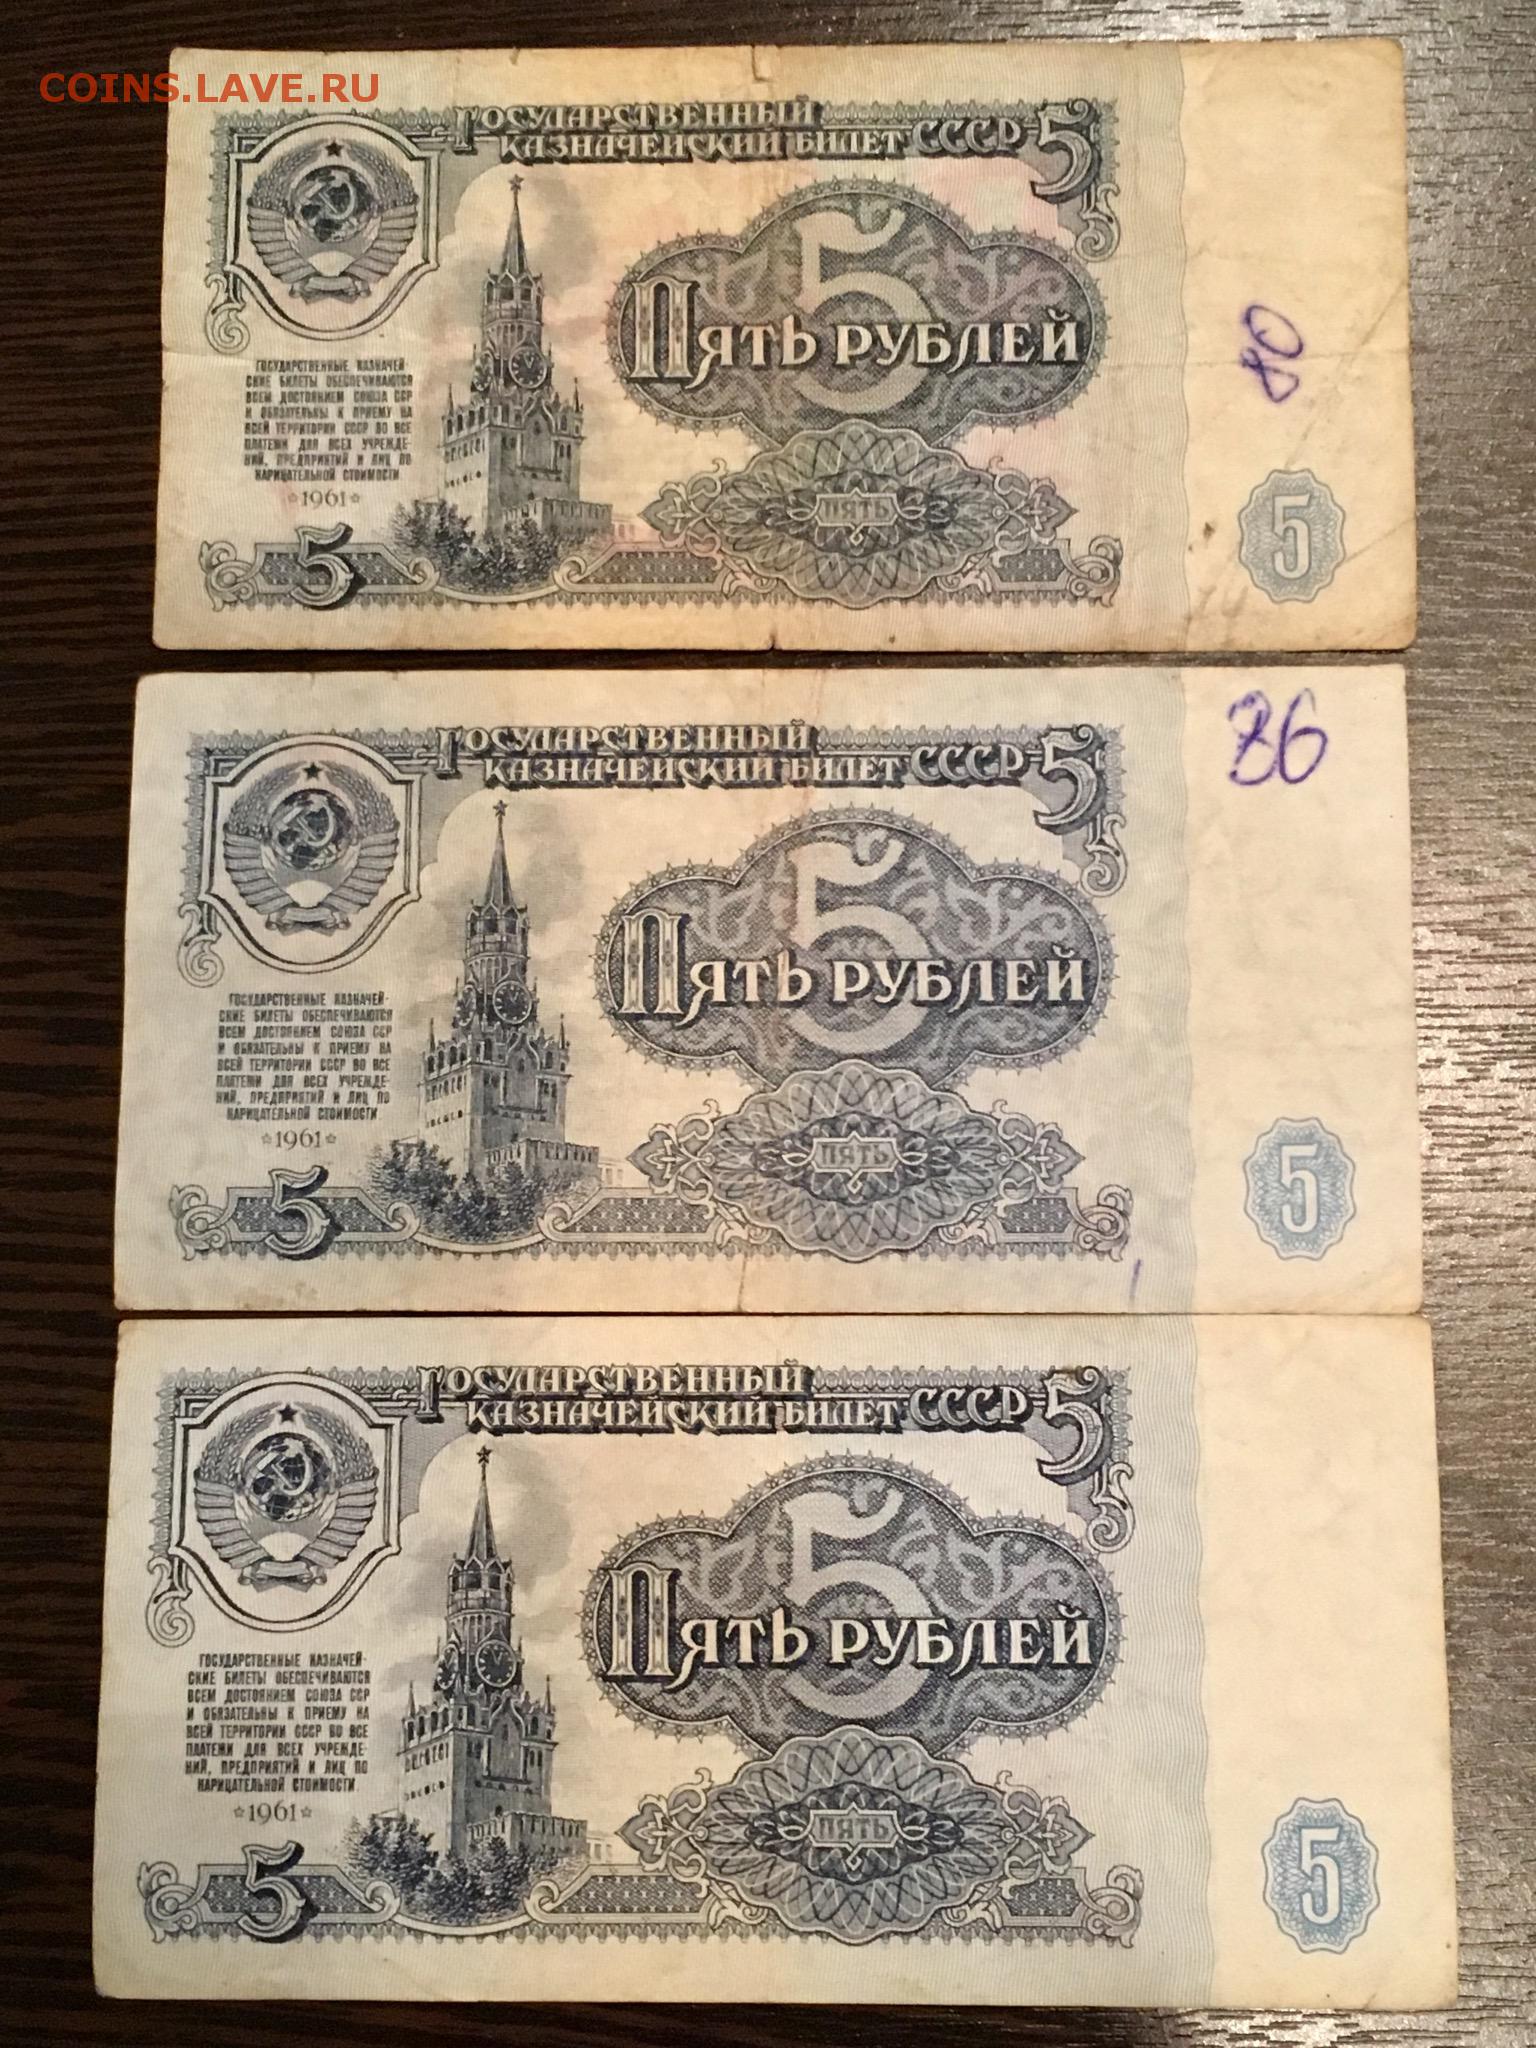 COINS.LAVE.RU
ГОСУДАРСТВЕННЫЙ
КАЗНАЧЕЙСКИЙ БИЛЕТ СССР 5
5
ПЯТЬ РУБЛЕЙ
80
ГОСУДАРСТВЕННЫЕ КАЗНАЧЕЙ-
СКИЕ БИЛЕТЫ ОБЕСПЕЧИВАЮТСЯ
ВСЕМ ДОСТОЯНИЕМ СОЮЗА ССР
И ОБЯЗАТЕЛЬНЫ К ПРИЕМУ НА
ВСЕЙ ТЕРРИТОРИИ СССР ВО ВСЕ
ПЛАТЕЖИ ДЛЯ ВСЕХ УЧРЕЖДЕ-
НИЙ, ПРЕДПРИЯТИЙ И ЛИЦ ПО
НАРИЦАТЕЛЬНОЙ СТОИМОСТИ
1961
ПЯТЬ
5
5
ГОСУДАРСТВЕННЫЙ
КАЗНАЧЕЙСКИЙ БИЛЕТ СССР 5
5
ПЯТЬ РУБЛЕЙ
ГОСУДАРСТВЕННЫЕ КАЗНАЧЕЙ-
СКИЕ БИЛЕТЫ ОБЕСПЕЧИВАЮТСЯ
ВСЕМ ДОСТОЯНИЕМ СОЮЗА ССР
И ОБЯЗАТЕЛЬНЫ К ПРИЕМУ НА
ВСЕЙ ТЕРРИТОРИИ СССР ВО ВСЕ
ПЛАТЕЖИ ДЛЯ ВСЕХ УЧРЕЖДЕ-
НИЙ, ПРЕДПРИЯТИЙ И ЛИЦ ПО
НАРИЦАТЕЛЬНОЙ СТОИМОСТИ
1961
ПЯТЬ
5
5
ГОСУДАРСТВЕННЫЙ
КАЗНАЧЕЙСКИЙ БИЛЕТ СССР 5
5
ПЯТЬ РУБЛЕЙ
ГОСУДАРСТВЕННЫЕ КАЗНАЧЕЙ-
СКИЕ БИЛЕТЫ ОБЕСПЕЧИВАЮТСЯ
ВСЕМ ДОСТОЯНИЕМ СОЮЗА ССР
И ОБЯЗАТЕЛЬНЫ К ПРИЕМУ НА
ВСЕЙ ТЕРРИТОРИИ СССР ВО ВСЕ
ПЛАТЕЖИ ДЛЯ ВСЕХ УЧРЕЖДЕ-
НИЙ, ПРЕДПРИЯТИЙ И ЛИЦ ПО
НАРИЦАТЕЛЬНОЙ СТОИМОСТИ
1961
ПЯТЬ
5
5